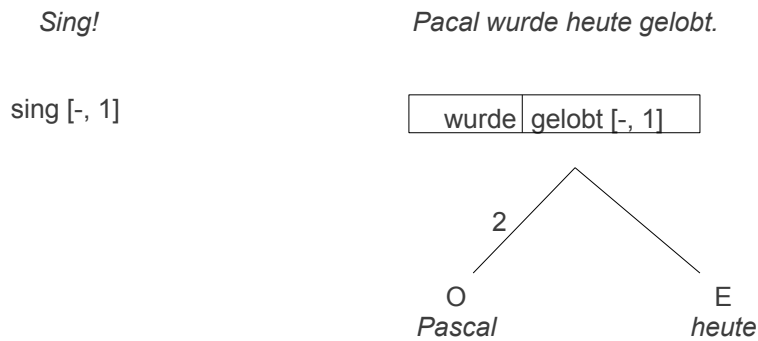 Sing!
Pacal wurde heute gelobt.
sing [-, 1]
wurde gelobt [-, 1]
2
O
E
Pascal
heute